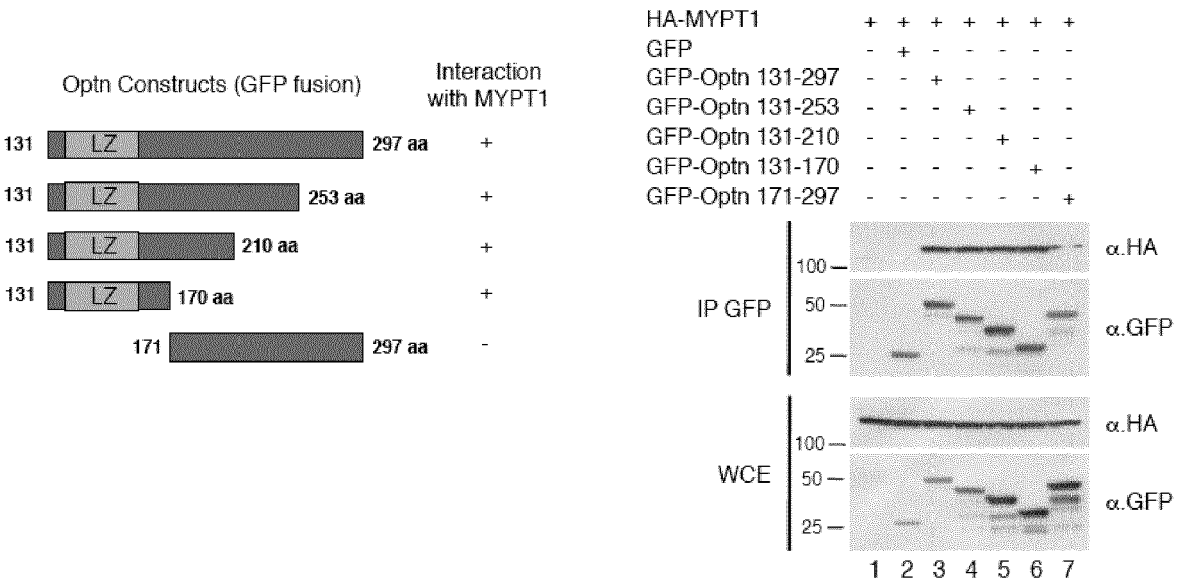 Optn Constructs (GFP fusion)
Interaction
with MYPT1
131 LZ 297 aa +
131 LZ 253 aa +
131 LZ 210 aa +
131 LZ 170 aa +
171 297 aa -
HA-MYPT1 + + + + + + +
GFP - + - - - - -
GFP-Optn 131-297 - - + - - - -
GFP-Optn 131-253 - - - + - - -
GFP-Optn 131-210 - - - - + - -
GFP-Optn 131-170 - - - - - + -
GFP-Optn 171-297 - - - - - - +
IP GFP
100
α.HA
50
25
α.GFP
WCE
100
α.HA
50
25
α.GFP
1 2 3 4 5 6 7